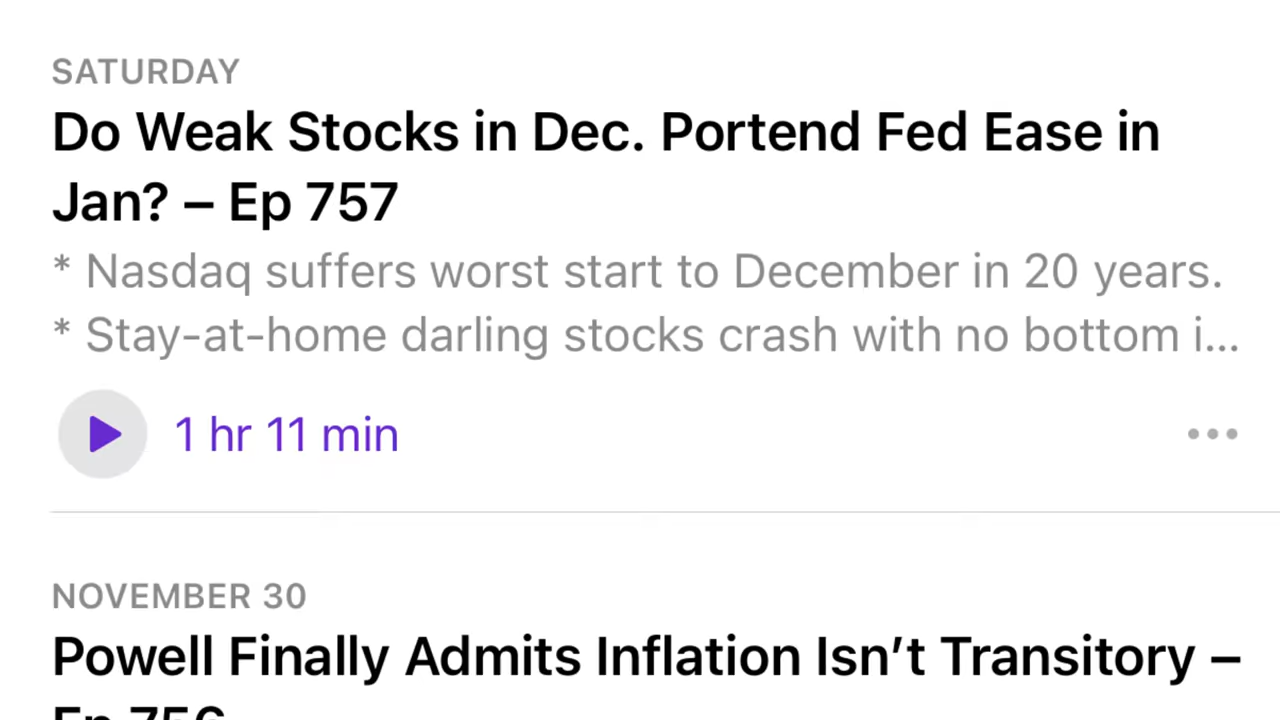 SATURDAY
Do Weak Stocks in Dec. Portend Fed Ease in
Jan? – Ep 757
* Nasdaq suffers worst start to December in 20 years.
* Stay-at-home darling stocks crash with no bottom i...
1 hr 11 min
NOVEMBER 30
Powell Finally Admits Inflation Isn’t Transitory –
Ep 756